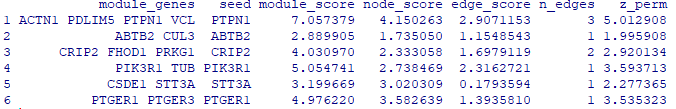 module_genes seed module_score node_score edge_score n_edges z_perm
1 ACTN1 PDLIM5 PTPN1 VCL PTPN1 7.057379 4.150263 2.9071153 3 5.012908
2 ABTB2 CUL3 ABTB2 2.889905 1.735050 1.1548543 1 1.995908
3 CRIP2 FHOD1 PRKG1 CRIP2 4.030970 2.333058 1.6979119 2 2.920134
4 PIK3R1 TUB PIK3R1 5.054741 2.738469 2.3162721 1 3.593713
5 CSDE1 STT3A STT3A 3.199669 3.020309 0.1793594 1 2.277365
6 PTGER1 PTGER3 PTGER1 4.976220 3.582639 1.3935810 1 3.535323